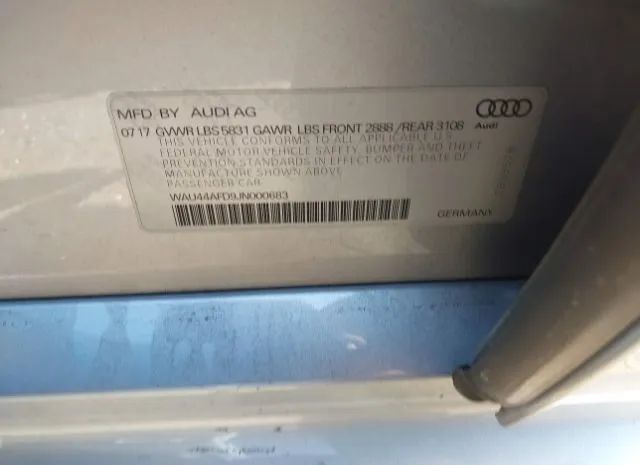 MFD BY AUDI AG
Audi
07 17 GVWR LBS 5831 GAWR LBS FRONT 2888 /REAR 3106
THIS VEHICLE CONFORMS TO ALL APPLICABLE U.S.
FEDERAL MOTOR VEHICLE SAFETY, BUMPER AND THEFT
PREVENTION STANDARDS IN EFFECT ON THE DATE OF
MANUFACTURE SHOWN ABOVE
PASSENGER CAR
WAU44AFD9JN000683
GERMANY